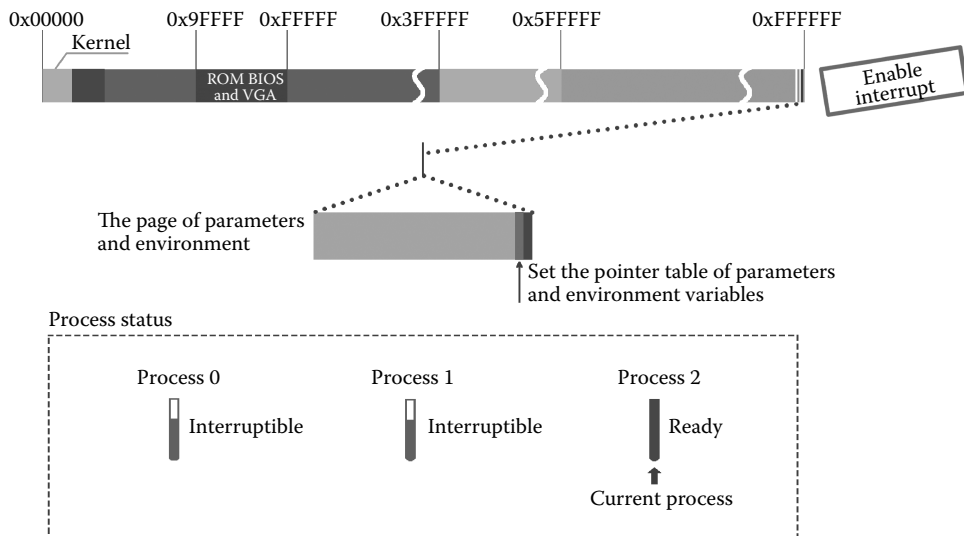 0x00000 0x9FFFF 0xFFFFF 0x3FFFFF 0x5FFFFF 0xFFFFFF
Kernel
ROM BIOS
and VGA
Enable
interrupt
The page of parameters
and environment
Set the pointer table of parameters
and environment variables
Process status
Process 0 Process 1 Process 2
Interruptible Interruptible Ready
Current process